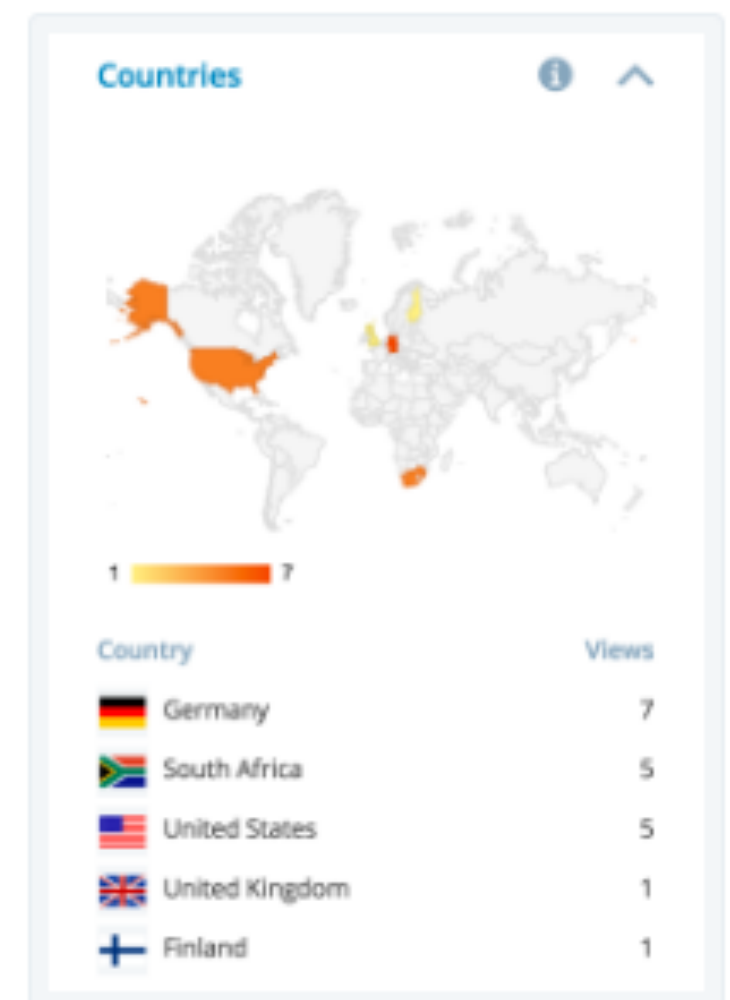 Countries
1 7
Country Views
Germany 7
South Africa 5
United States 5
United Kingdom 1
Finland 1